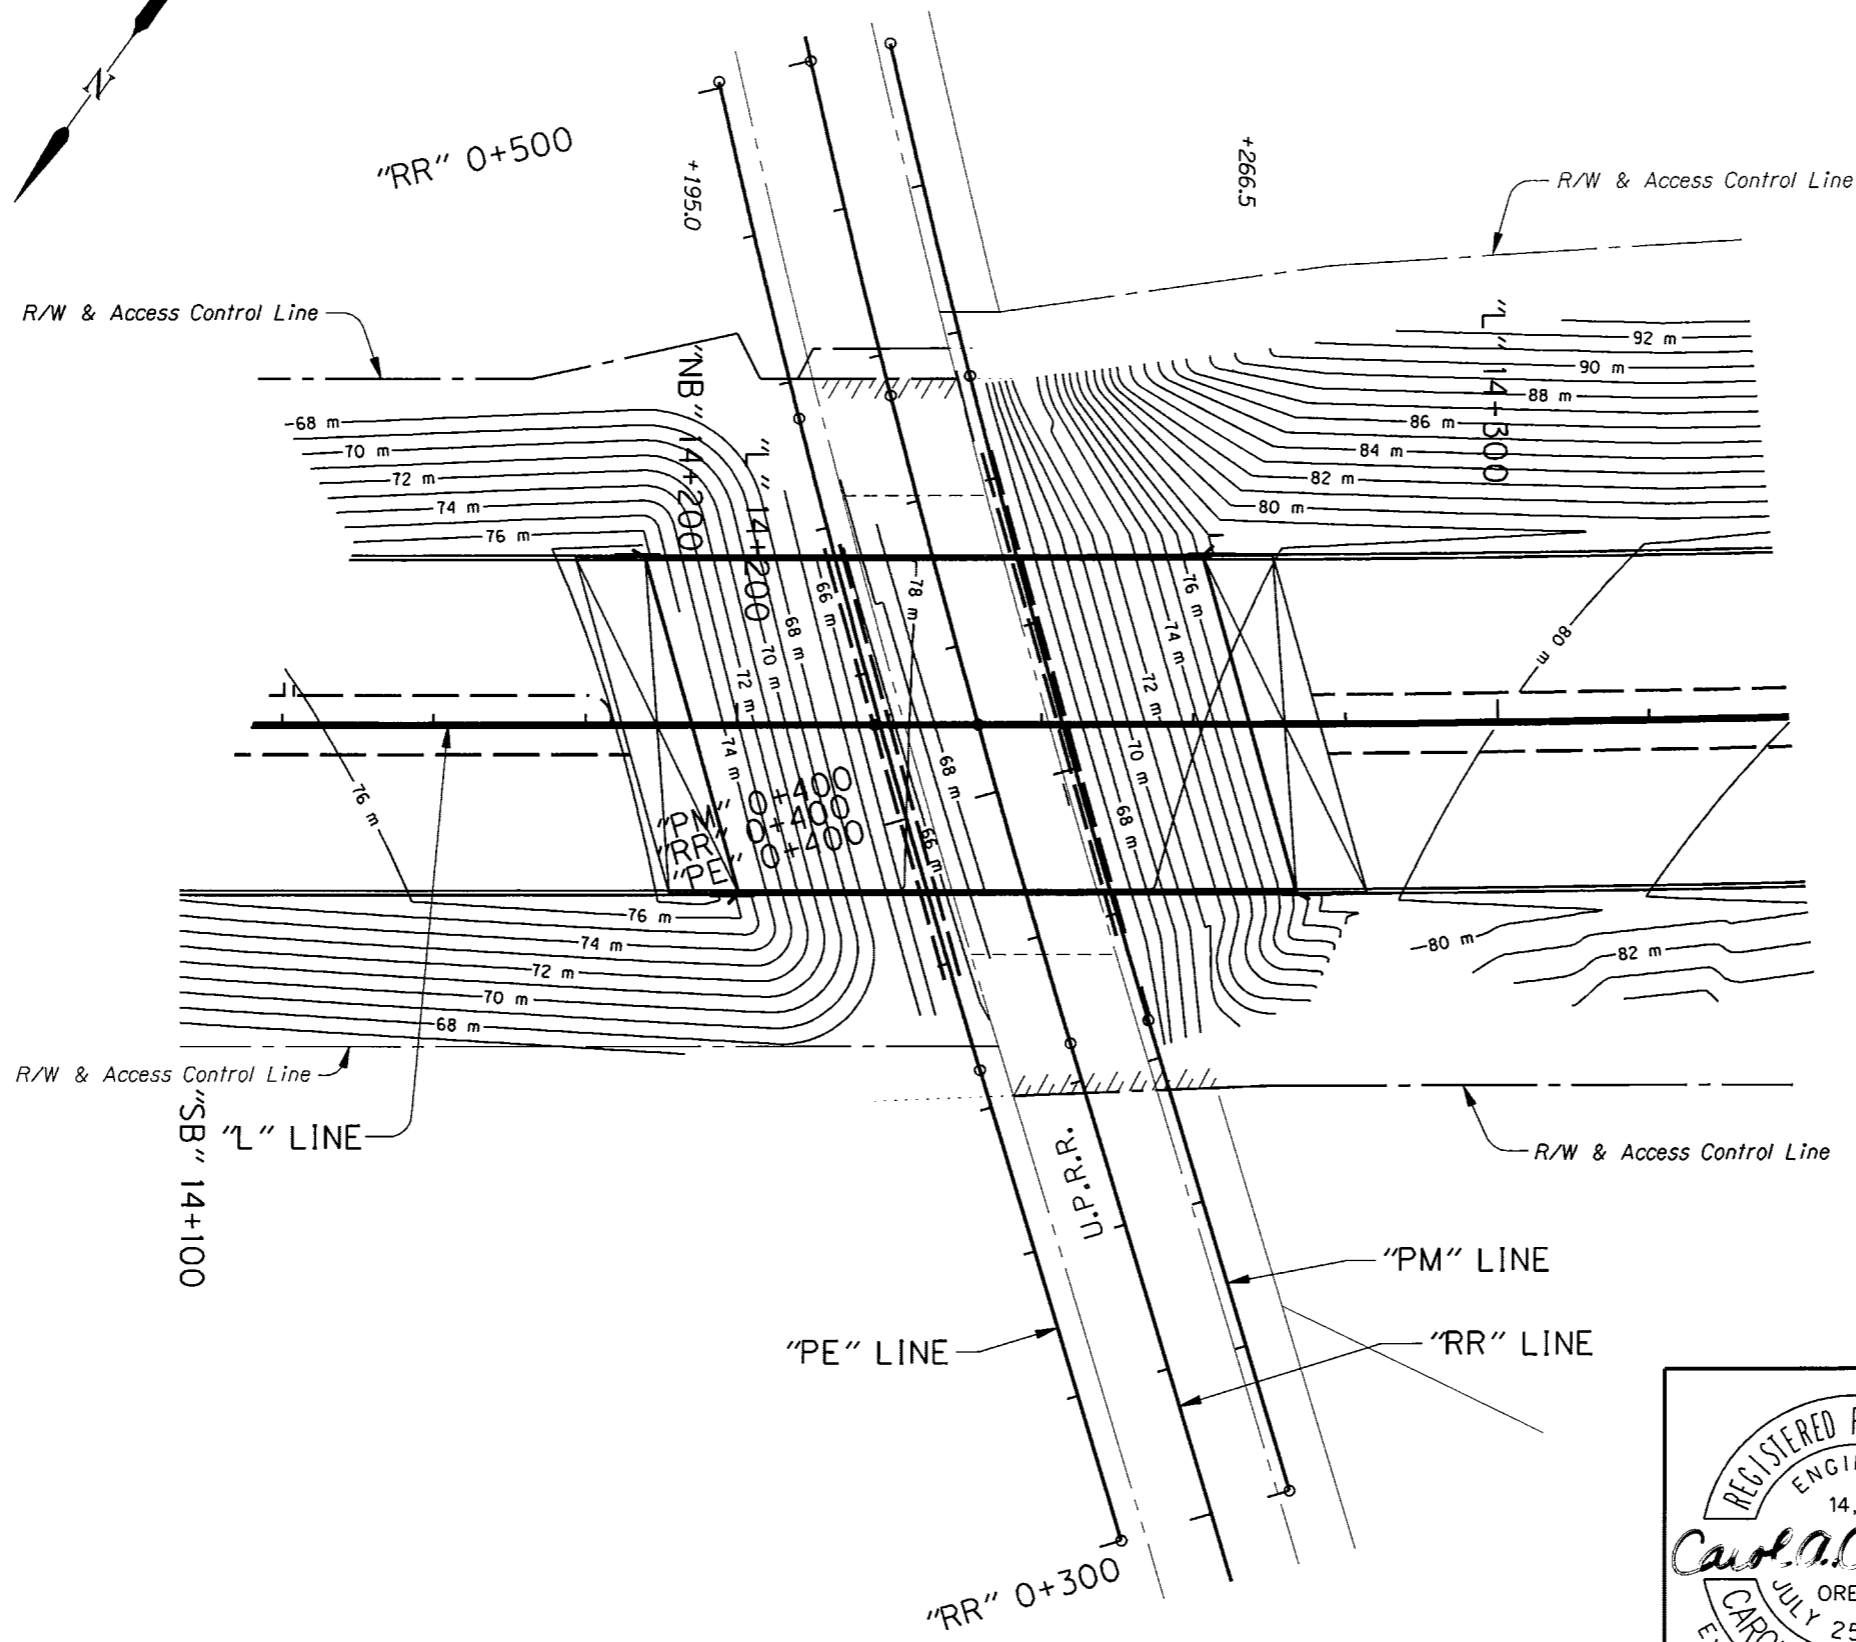 N
"RR" 0+500
+195.0
+266.5
R/W & Access Control Line
R/W & Access Control Line
"NB" 14+200
"L" 14+200
"L" 14+300
92 m
90 m
88 m
86 m
84 m
82 m
80 m
68 m
70 m
72 m
74 m
76 m
66 m
68 m
70 m
72 m
74 m
78 m
76 m
74 m
72 m
70 m
68 m
80 m
76 m
68 m
66 m
"PM" 0+400
"RR" 0+400
"PE" 0+400
76 m
74 m
72 m
70 m
68 m
80 m
82 m
R/W & Access Control Line
"SB" 14+100
"L" LINE
R/W & Access Control Line
U.P.R.R.
"PM" LINE
"PE" LINE
"RR" LINE
"RR" 0+300
REGISTERED
14,
Carol A.
JULY 25